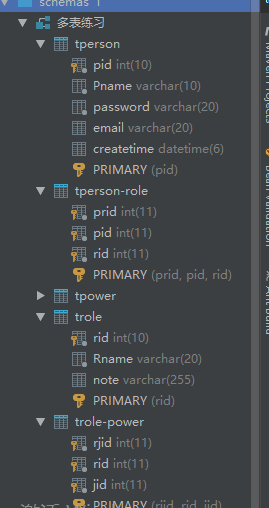 schemas 1
多表练习
tperson
pid int(10)
Pname varchar(10)
password varchar(20)
email varchar(20)
createtime datetime(6)
PRIMARY (pid)
tperson-role
prid int(11)
pid int(11)
rid int(11)
PRIMARY (prid, pid, rid)
tpower
trole
rid int(10)
Rname varchar(20)
note varchar(255)
PRIMARY (rid)
trole-power
rjid int(11)
rid int(11)
jid int(11)
PRIMARY (rjid, rid, jid)